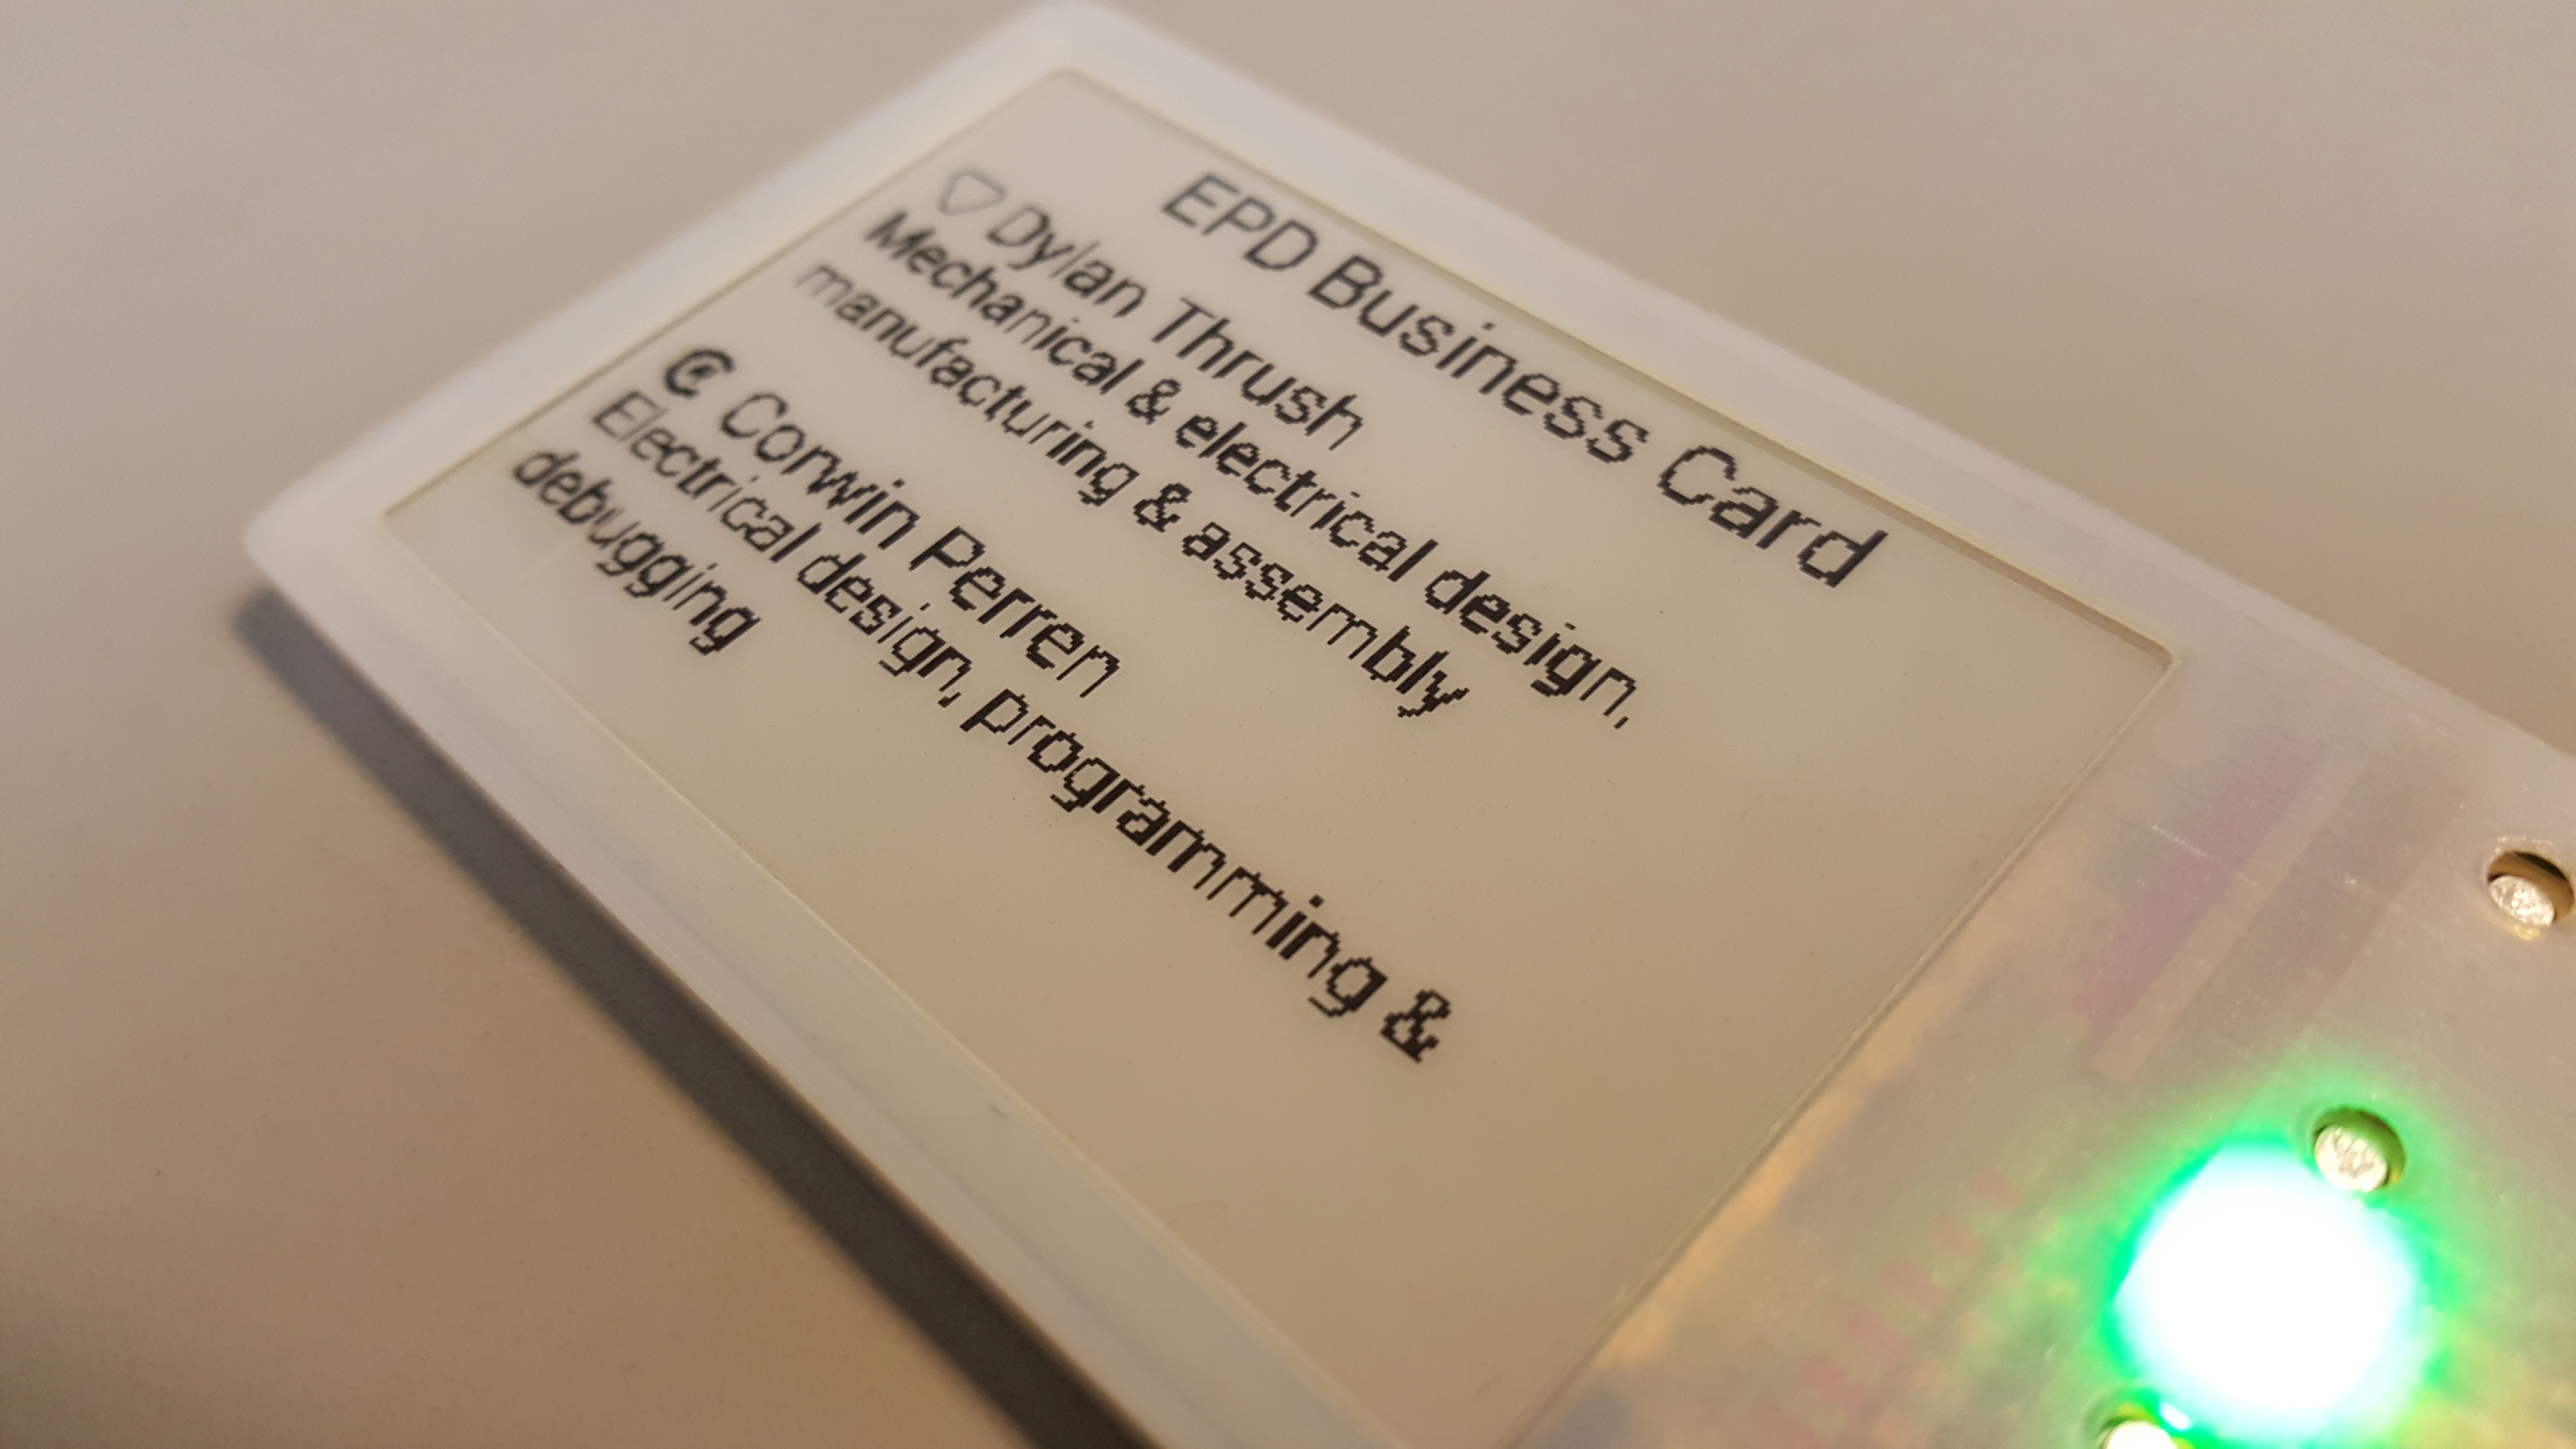 EPD Business Card
Dylan Thrush
Mechanical & electrical design,
manufacturing & assembly
Corwin Perren
Electrical design, programming &
debugging